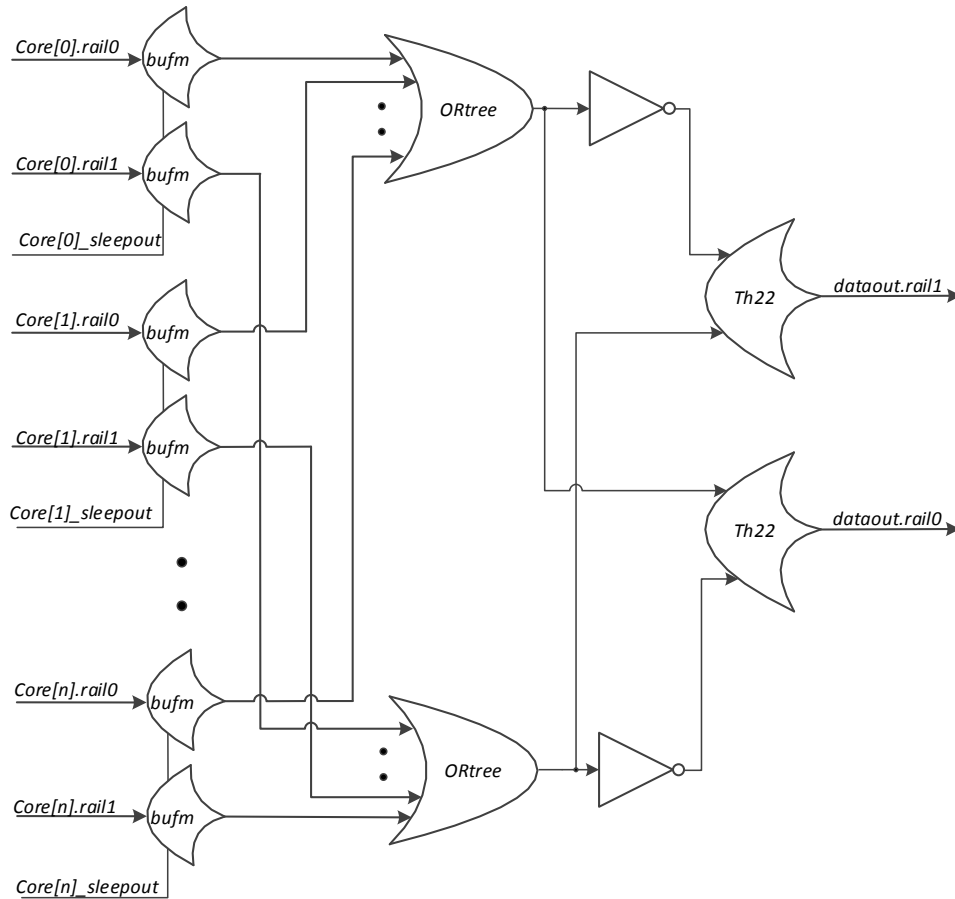 Core[0].rail0
bufm
ORtree
Core[0].rail1
bufm
Core[0]_sleepout
Core[1].rail0
bufm
Th22
dataout.rail1
Core[1].rail1
bufm
Core[1]_sleepout
Th22
dataout.rail0
Core[n].rail0
bufm
ORtree
Core[n].rail1
bufm
Core[n]_sleepout